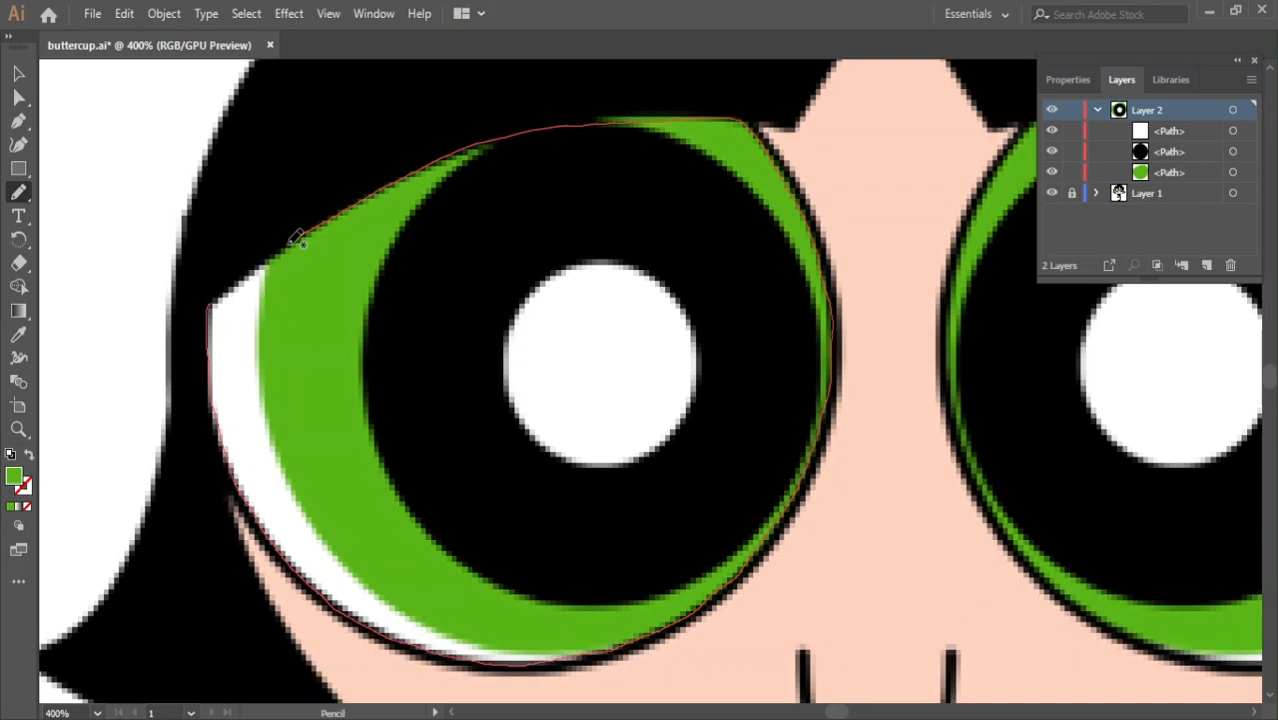 Ai File Edit Object Type Select Effect View Window Help Essentials Search Adobe Stock
buttercup.ai* @ 400% (RGB/GPU Preview) ×
Properties Layers Libraries
Layer 2
<Path>
<Path>
<Path>
Layer 1
2 Layers
T
400% 1 Pencil